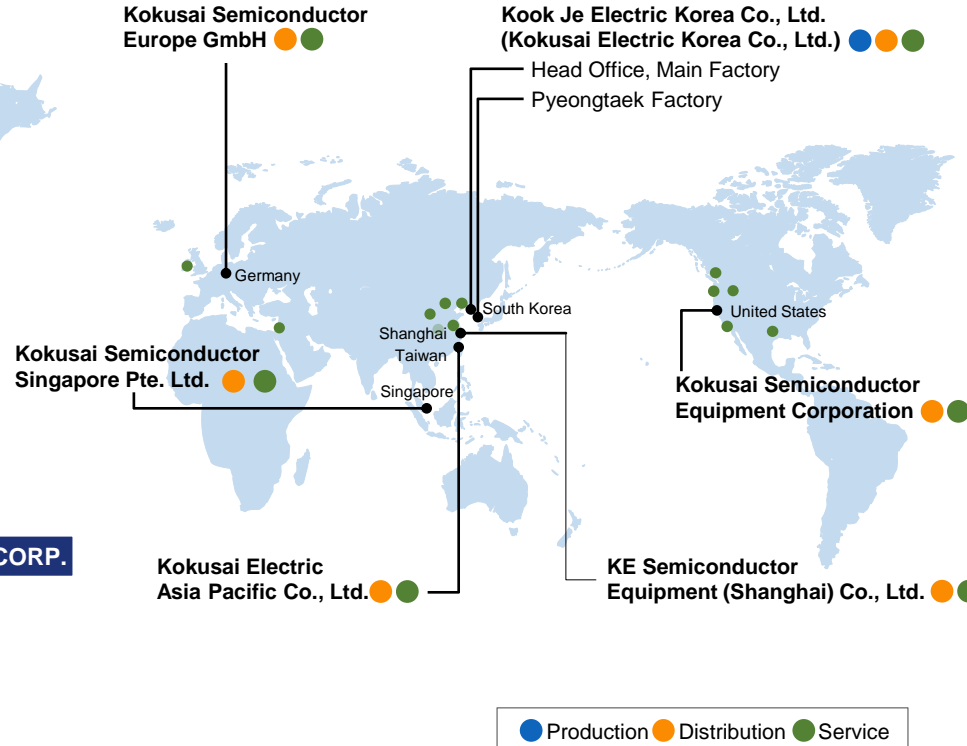 Kokusai Semiconductor
Europe GmbH
Kook Je Electric Korea Co., Ltd.
(Kokusai Electric Korea Co., Ltd.)
Head Office, Main Factory
Pyeongtaek Factory
Germany
South Korea
United States
Shanghai
Taiwan
Singapore
Kokusai Semiconductor
Singapore Pte. Ltd.
Kokusai Semiconductor
Equipment Corporation
CORP.
Kokusai Electric
Asia Pacific Co., Ltd.
KE Semiconductor
Equipment (Shanghai) Co., Ltd.
Production Distribution Service